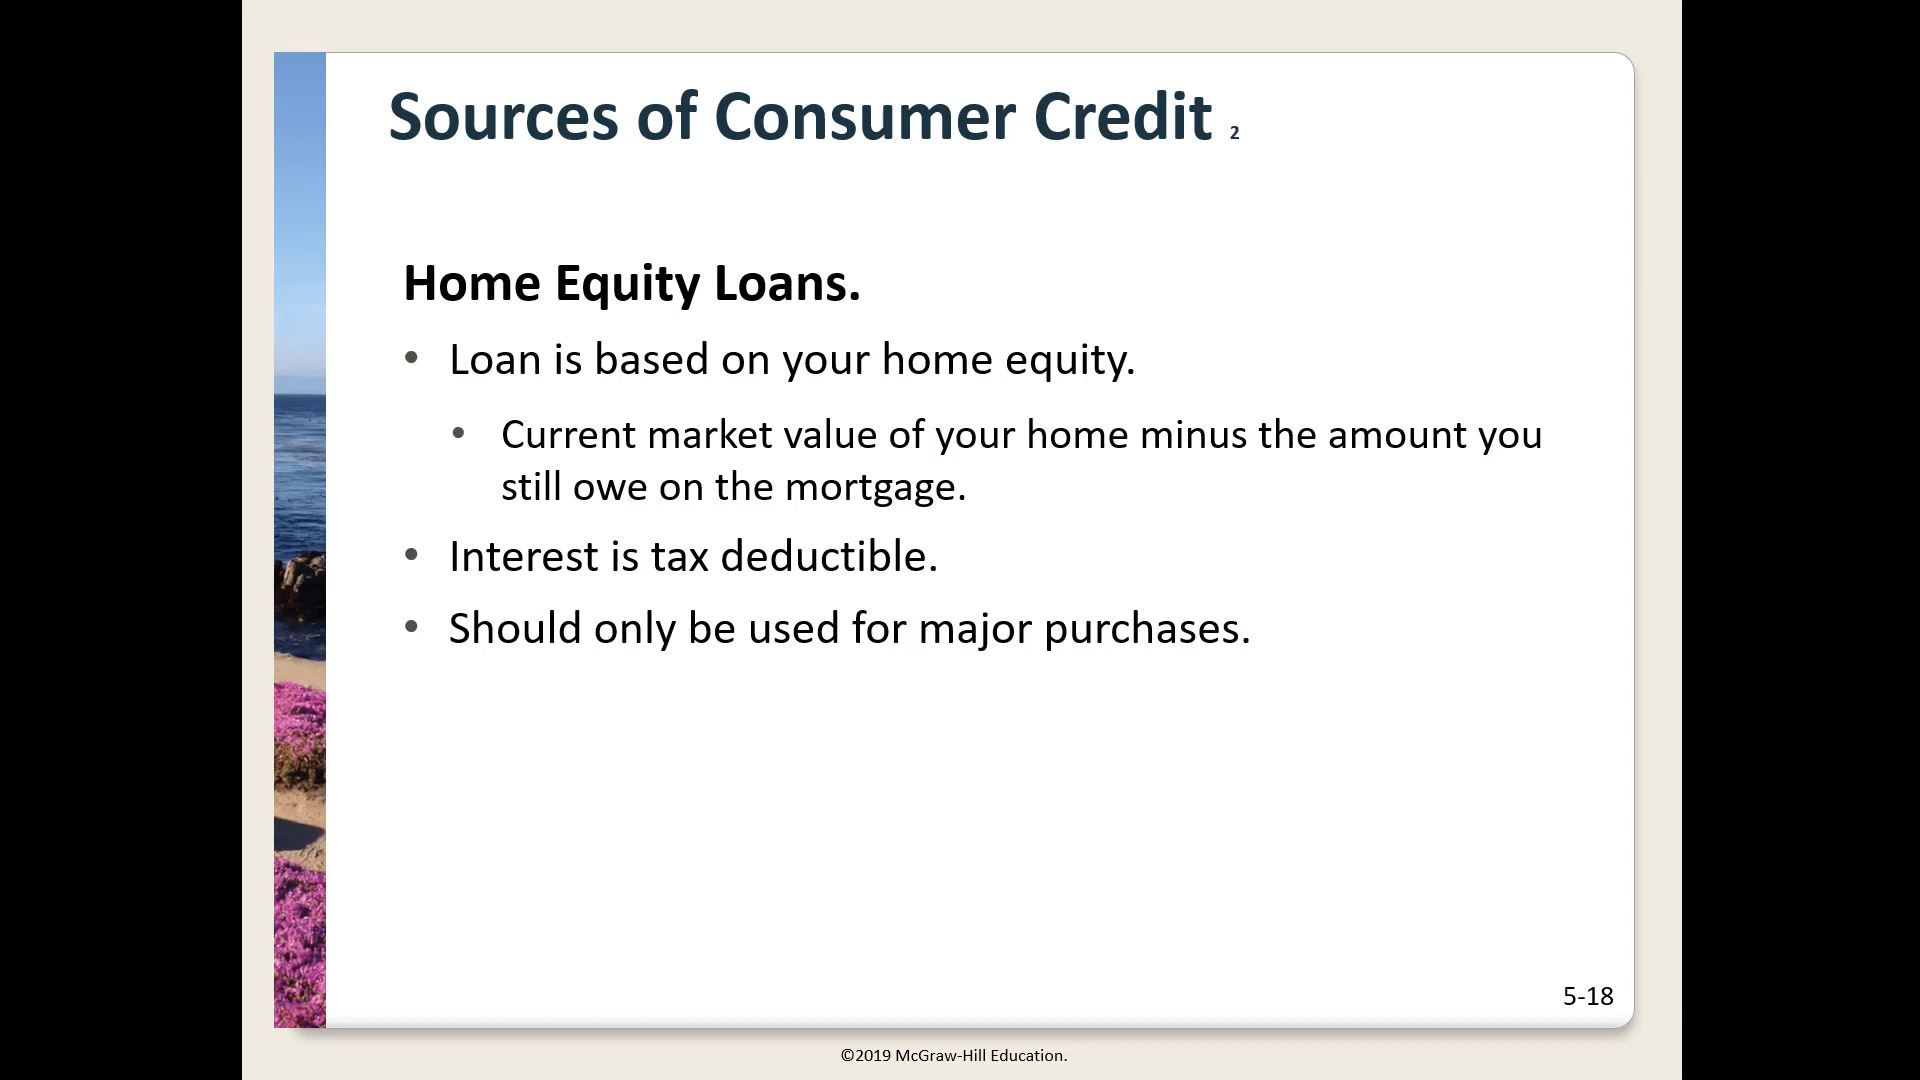 Sources of Consumer Credit 2
Home Equity Loans.
• Loan is based on your home equity.
• Current market value of your home minus the amount you
still owe on the mortgage.
• Interest is tax deductible.
• Should only be used for major purchases.
5-18
©2019 McGraw-Hill Education.